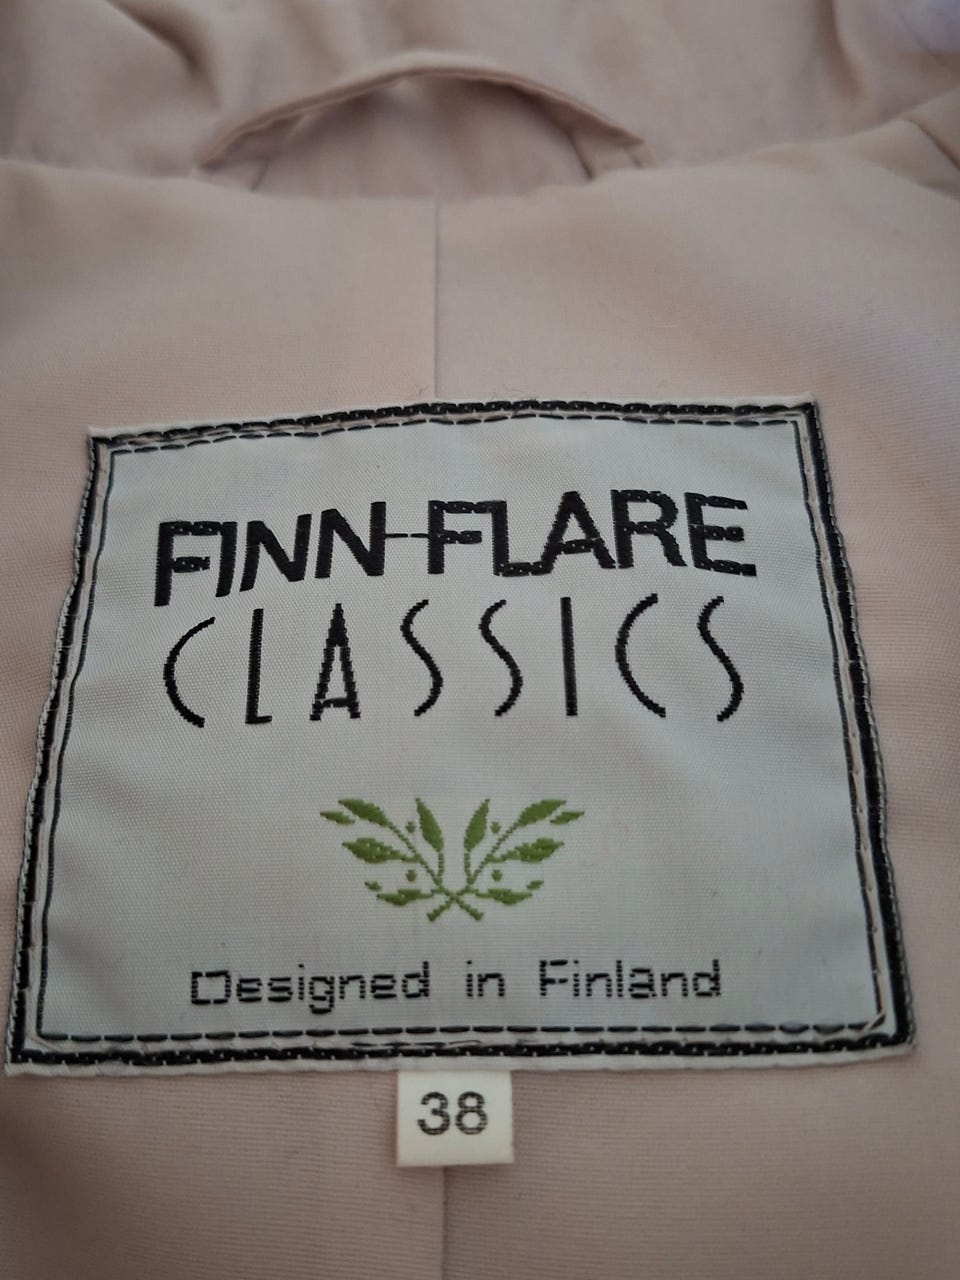 FINN-FLARE
CLASSICS
Designed in Finland
38